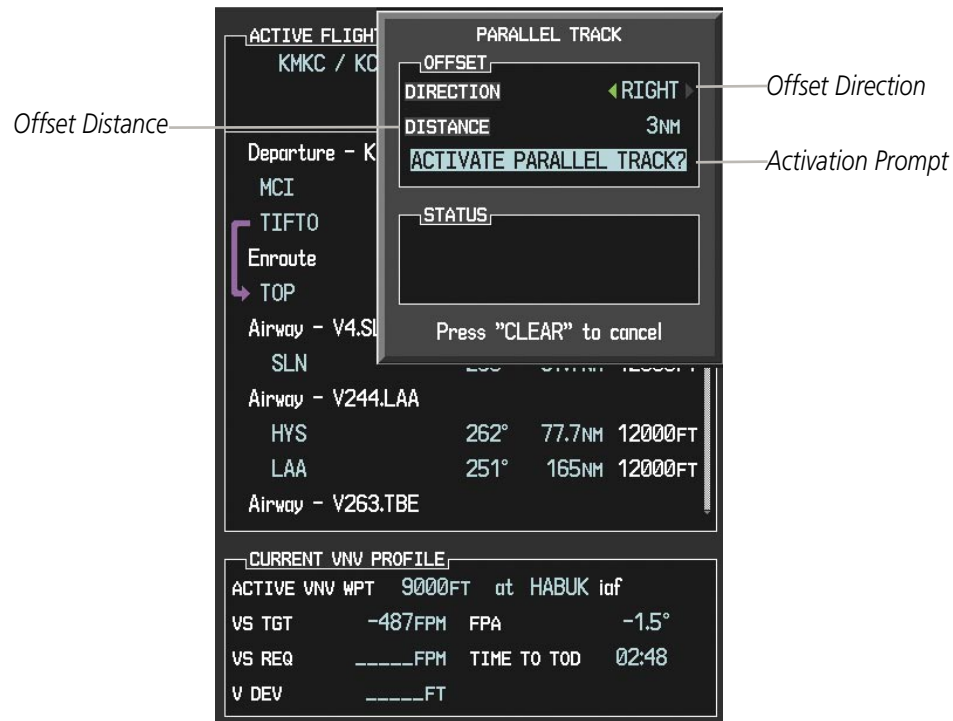 ACTIVE FLIGHT
KMKC / KC
PARALLEL TRACK
OFFSET
DIRECTION RIGHT
Offset Direction
Offset Distance
DISTANCE 3NM
ACTIVATE PARALLEL TRACK?
Activation Prompt
STATUS
Press "CLEAR" to cancel
Departure - K
MCI
TIFTO
Enroute
TOP
Airway - V4.SL
SLN
Airway - V244.LAA
HYS 262° 77.7NM 12000FT
LAA 251° 165NM 12000FT
Airway - V263.TBE
CURRENT VNV PROFILE
ACTIVE VNV WPT 9000FT at HABUK iaf
VS TGT -487FPM FPA -1.5°
VS REQ _____FPM TIME TO TOD 02:48
V DEV _____FT